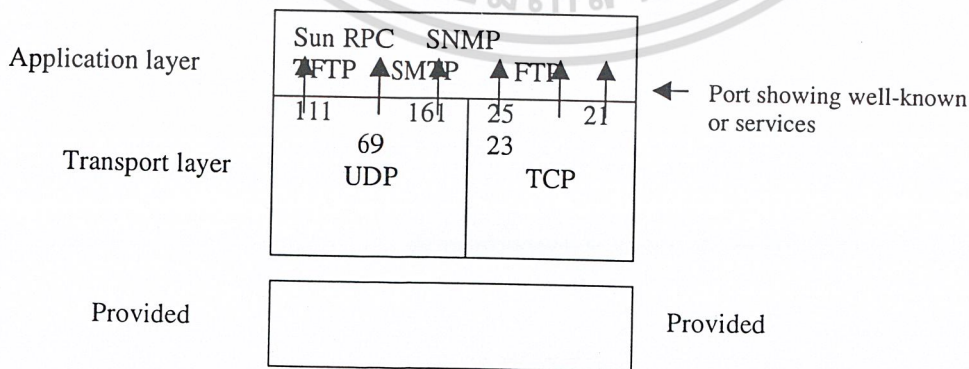 Sun RPC SNMP
Application layer
TFTP SMTP FTP
Port showing well-known
or services
111 161 25 21
69 23
Transport layer
UDP TCP
Provided
Provided